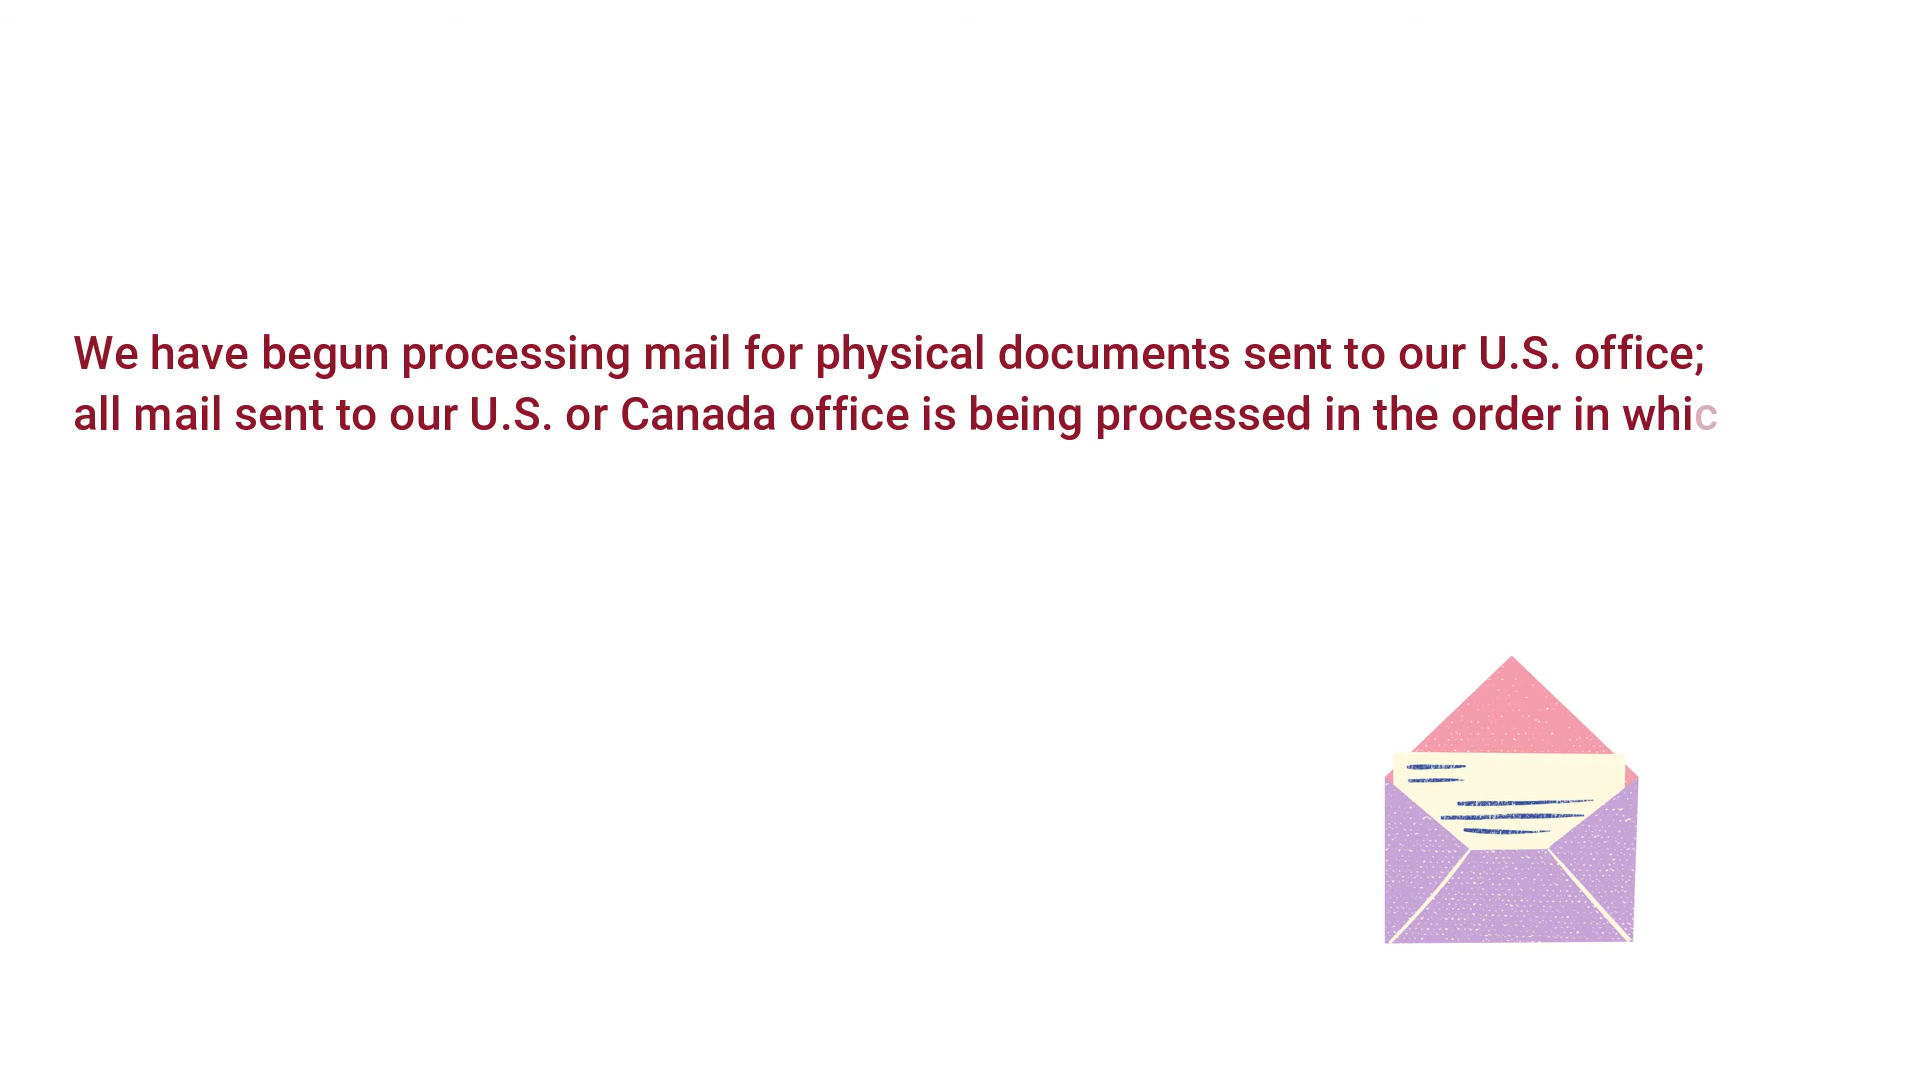 We have begun processing mail for physical documents sent to our U.S. office;
all mail sent to our U.S. or Canada office is being processed in the order in whic